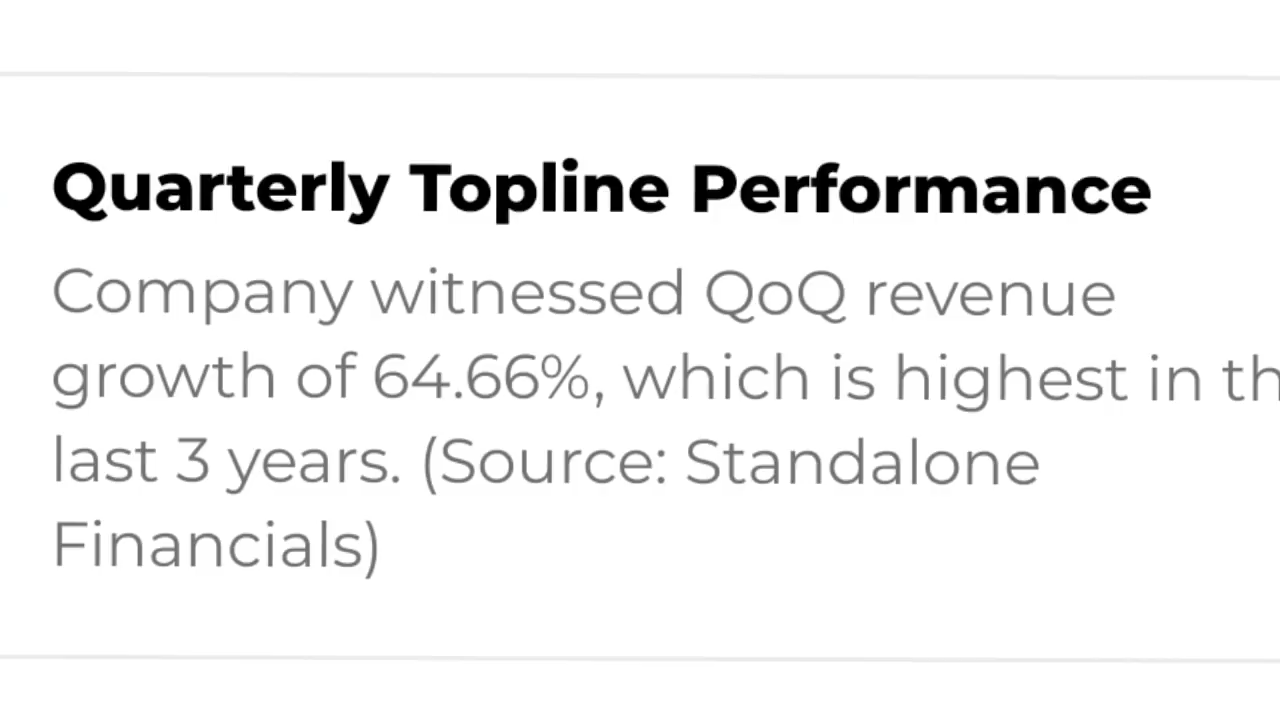 Quarterly Topline Performance
Company witnessed QoQ revenue
growth of 64.66%, which is highest in th
last 3 years. (Source: Standalone
Financials)